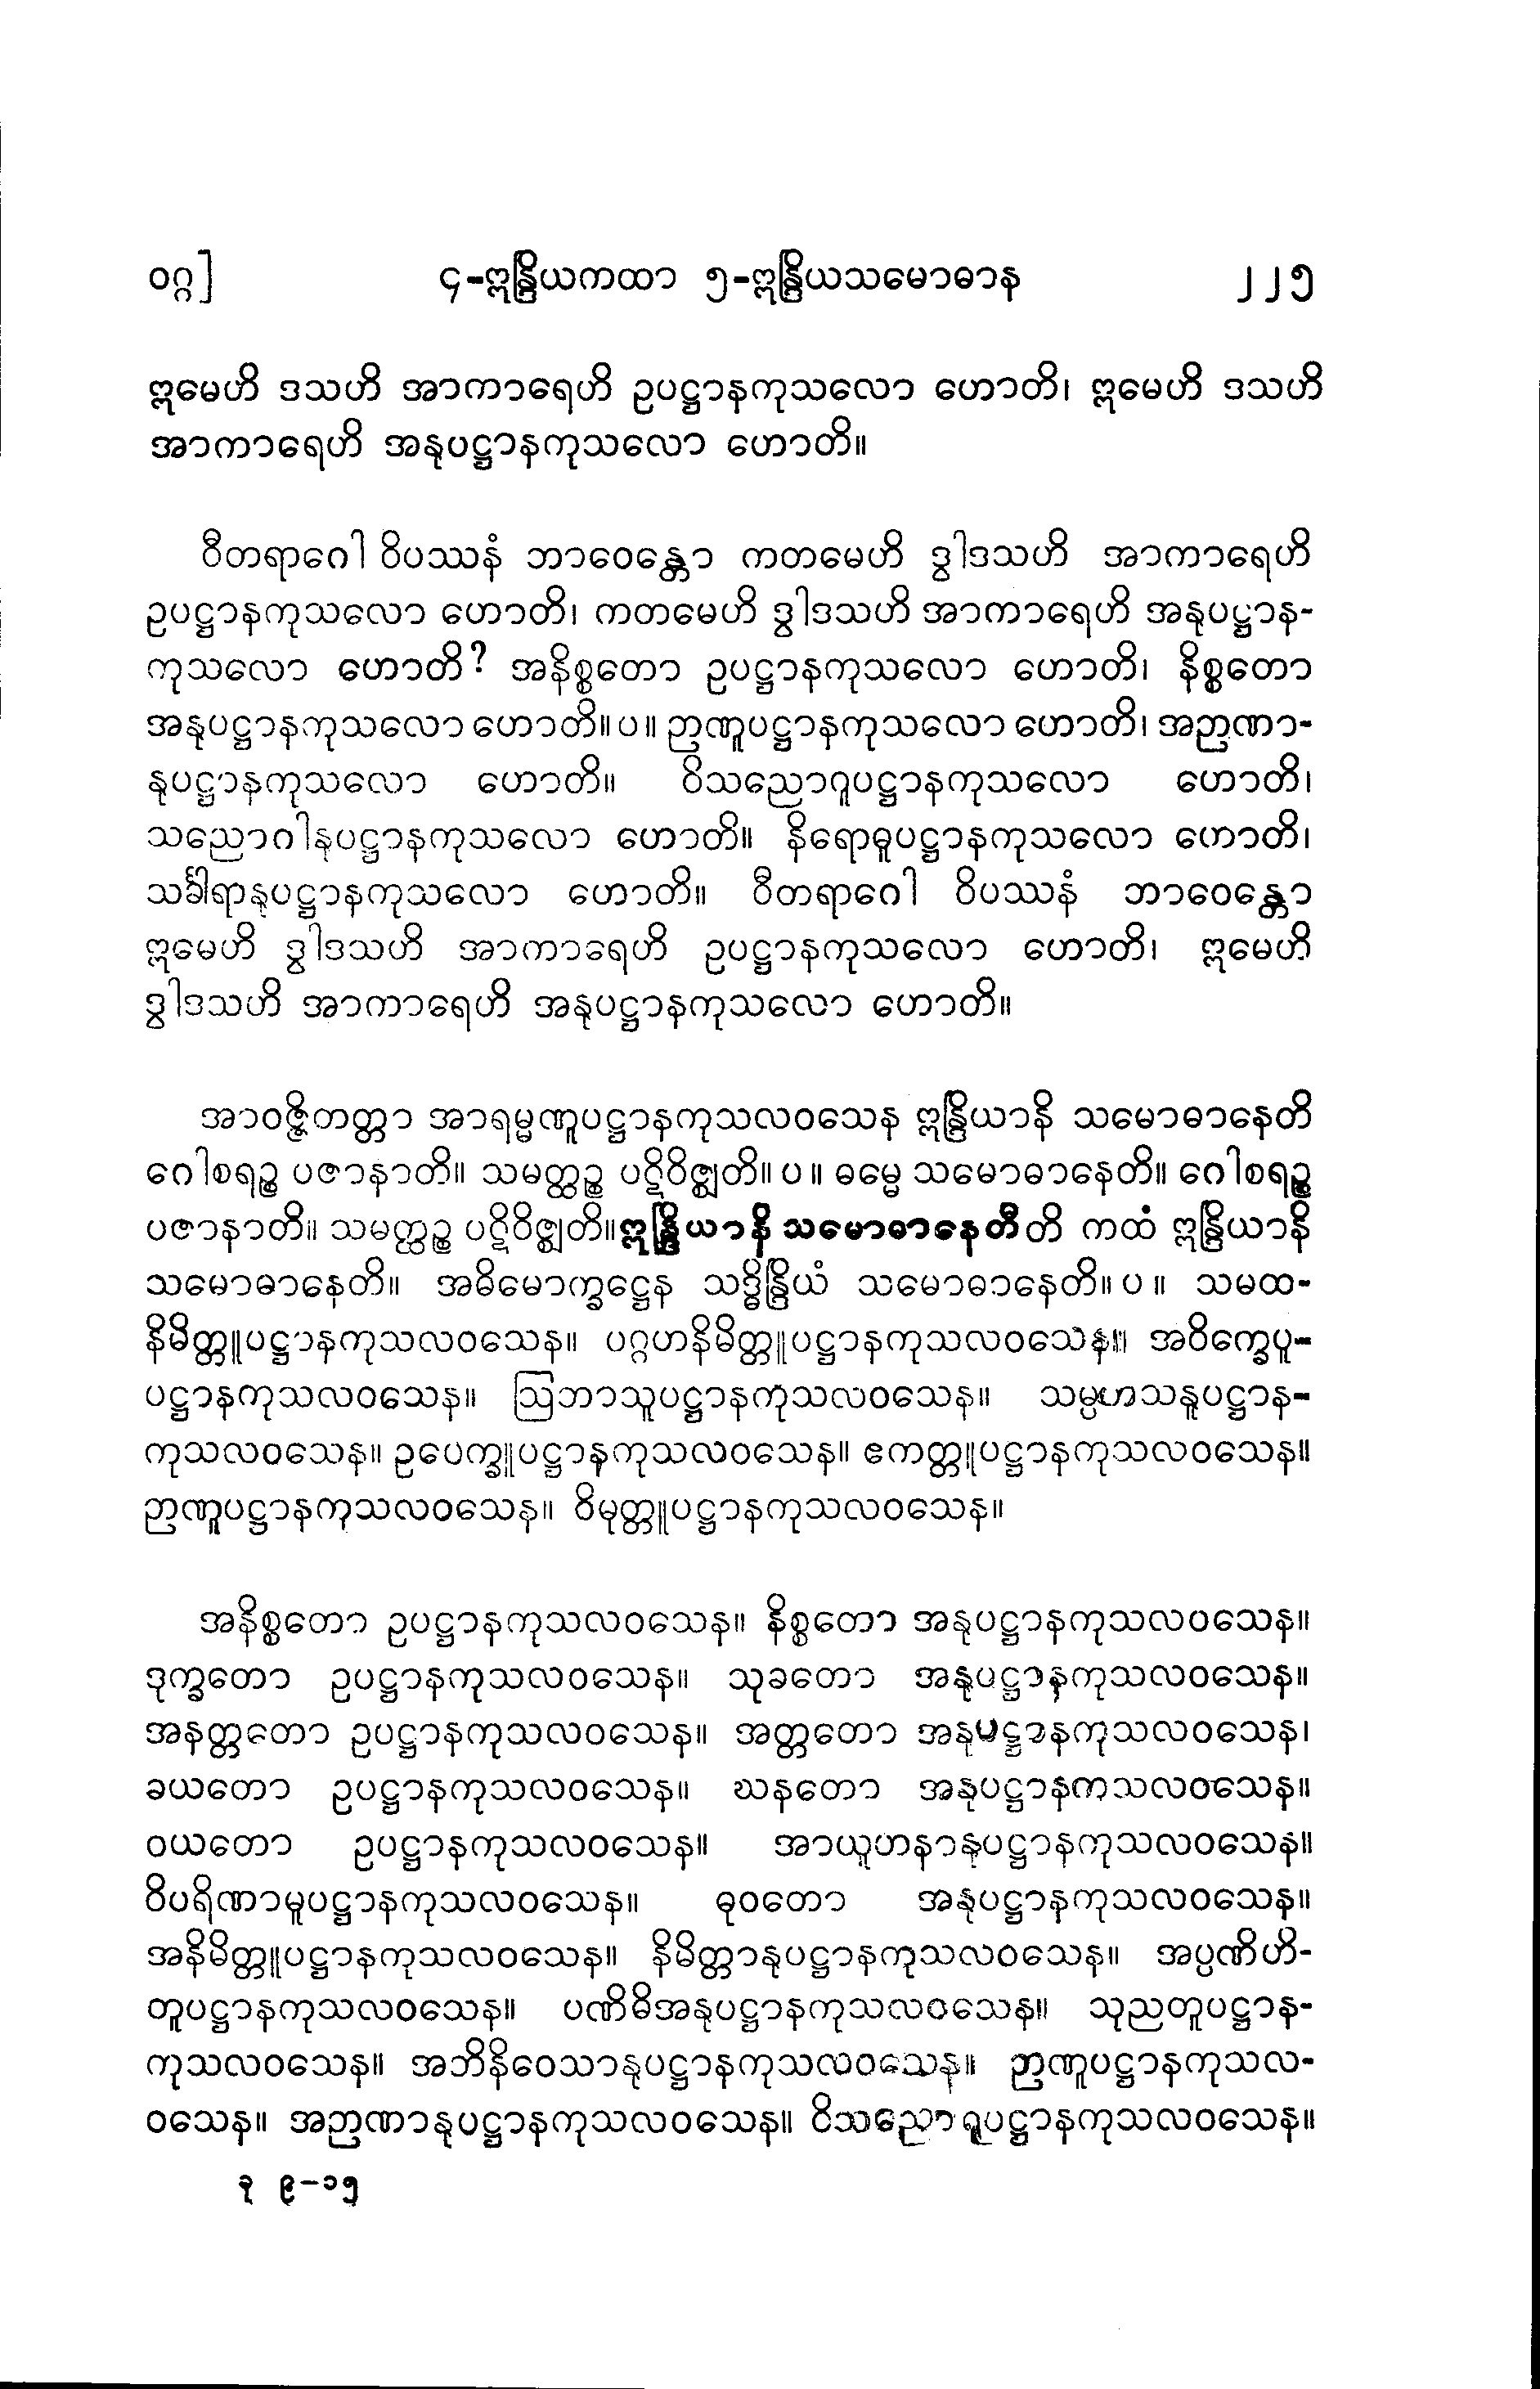 ဝဂ္ဂ]	၄-ဣန္ဒြိယကထာ ၅-ဣန္ဒြိယသမောဓာန	၂၂၅
ဣမေဟိ ဒသဟိ အာကာရေဟိ ဥပဋ္ဌာနကုသလော ဟောတိ၊ ဣမေဟိ ဒသဟိ
အာကာရေဟိ အနုပဋ္ဌာနကုသလော ဟောတိ။
ဝီတရာဂေါ ဝိပဿနံ ဘာဝေန္တော ကတမေဟိ ဒွါဒသဟိ အာကာရေဟိ
ဥပဋ္ဌာနကုသလော ဟောတိ၊ ကတမေဟိ ဒွါဒသဟိ အာကာရေဟိ အနုပဋ္ဌာန-
ကုသလော ဟောတိ? အနိစ္စတော ဥပဋ္ဌာနကုသလော ဟောတိ၊ နိစ္စတော
အနုပဋ္ဌာနကုသလော ဟောတိ။ပ။ ဉာဏူပဋ္ဌာနကုသလော ဟောတိ၊ အဉာဏာ-
နုပဋ္ဌာနကုသလော ဟောတိ။ ဝိသညောဂူပဋ္ဌာနကုသလော ဟောတိ၊
သညောဂါနုပဋ္ဌာနကုသလော ဟောတိ။ နိရောဓူပဋ္ဌာနကုသလော ဟောတိ၊
သင်္ခါရာနုပဋ္ဌာနကုသလော ဟောတိ။ ဝီတရာဂေါ ဝိပဿနံ ဘာဝေန္တော
ဣမေဟိ ဒွါဒသဟိ အာကာရေဟိ ဥပဋ္ဌာနကုသလော ဟောတိ၊ ဣမေဟိ
ဒွါဒသဟိ အာကာရေဟိ အနုပဋ္ဌာနကုသလော ဟောတိ။
အာဝဇ္ဇိတတ္တာ အာရမ္မဏူပဋ္ဌာနကုသလဝသေန ဣန္ဒြိယာနိ သမောဓာနေတိ
ဂေါစရဉ္စ ပဇာနာတိ။ သမတ္ထဉ္စ ပဋိဝိဇ္ဈတိ။ပ။ ဓမ္မေ သမောဓာနေတိ။ ဂေါစရဉ္စ
ပဇာနာတိ။ သမတ္ထဉ္စ ပဋိဝိဇ္ဈတိ။ဣန္ဒြိယာနိ သမောဓာနေတီတိ ကထံ ဣန္ဒြိယာနိ
သမောဓာနေတိ။ အဓိမောက္ခဋ္ဌေန သဒ္ဓိန္ဒြိယံ သမောဓာနေတိ။ပ။ သမထ-
နိမိတ္တူပဋ္ဌာနကုသလဝသေန။ ပဂ္ဂဟနိမိတ္တူပဋ္ဌာနကုသလဝသေန။ အဝိက္ခေပူ-
ပဋ္ဌာနကုသလဝသေန။ ဩဘာသူပဋ္ဌာနကုသလဝသေန။ သမ္ပဟသနူပဋ္ဌာန-
ကုသလဝသေန။ ဥပေက္ခူပဋ္ဌာနကုသလဝသေန။ ဧကတ္တူပဋ္ဌာနကုသလဝသေန။
ဉာဏူပဋ္ဌာနကုသလဝသေန။ ဝိမုတ္တူပဋ္ဌာနကုသလဝသေန။
အနိစ္စတော ဥပဋ္ဌာနကုသလဝသေန။ နိစ္စတော အနုပဋ္ဌာနကုသလဝသေန။
ဒုက္ခတော ဥပဋ္ဌာနကုသလဝသေန။ သုခတော အနုပဋ္ဌာနကုသလဝသေန။
အနတ္တတော ဥပဋ္ဌာနကုသလဝသေန။ အတ္တတော အနုပဋ္ဌာနကုသလဝသေန၊
ခယတော ဥပဋ္ဌာနကုသလဝသေန။ ဃနတော အနုပဋ္ဌာနကုသလဝသေန။
ဝယတော ဥပဋ္ဌာနကုသလဝသေန။ အာယူဟနာနုပဋ္ဌာနကုသလဝသေန။
ဝိပရိဏာမူပဋ္ဌာနကုသလဝသေန။ ဓုဝတော အနုပဋ္ဌာနကုသလဝသေန။
အနိမိတ္တူပဋ္ဌာနကုသလဝသေန။ နိမိတ္တာနုပဋ္ဌာနကုသလဝသေန။ အပ္ပဏိဟိ-
တူပဋ္ဌာနကုသလဝသေန။ ပဏိဓိအနုပဋ္ဌာနကုသလဝသေန။ သုညတူပဋ္ဌာန-
ကုသလဝသေန။ အဘိနိဝေသာနုပဋ္ဌာနကုသလဝသေန။ ဉာဏူပဋ္ဌာနကုသလ-
ဝသေန။ အဉာဏာနုပဋ္ဌာနကုသလဝသေန။ ဝိသညောဂူပဋ္ဌာနကုသလဝသေန။
ခု ၉-၁၅